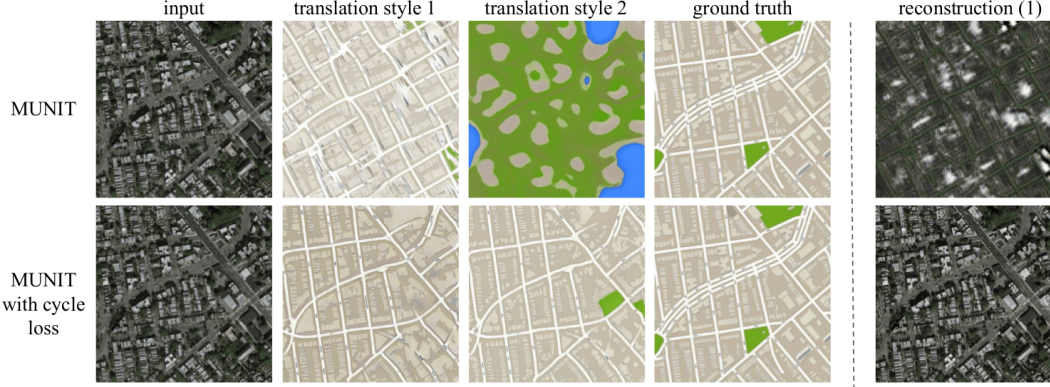 input translation style 1 translation style 2 ground truth reconstruction (1)
MUNIT
MUNIT
with cycle
loss